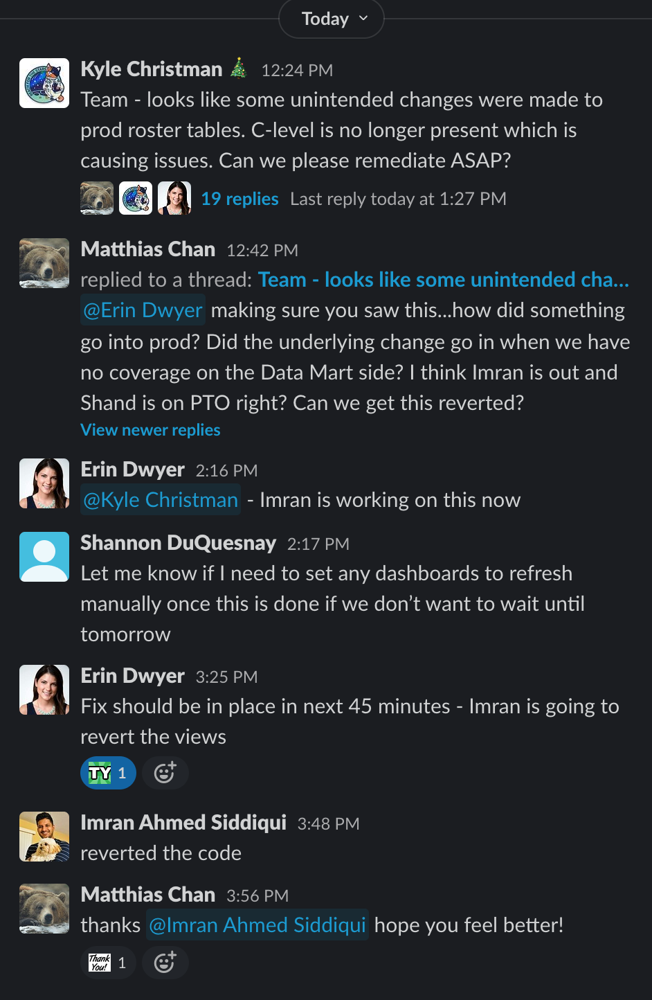 Today
Kyle Christman 🎄 12:24 PM
Team - looks like some unintended changes were made to
prod roster tables. C-level is no longer present which is
causing issues. Can we please remediate ASAP?
19 replies Last reply today at 1:27 PM
Matthias Chan 12:42 PM
replied to a thread: Team - looks like some unintended cha...
@Erin Dwyer making sure you saw this...how did something
go into prod? Did the underlying change go in when we have
no coverage on the Data Mart side? I think Imran is out and
Shand is on PTO right? Can we get this reverted?
View newer replies
Erin Dwyer 2:16 PM
@Kyle Christman - Imran is working on this now
Shannon DuQuesnay 2:17 PM
Let me know if I need to set any dashboards to refresh
manually once this is done if we don’t want to wait until
tomorrow
Erin Dwyer 3:25 PM
Fix should be in place in next 45 minutes - Imran is going to
revert the views
TY 1
Imran Ahmed Siddiqui 3:48 PM
reverted the code
Matthias Chan 3:56 PM
thanks @Imran Ahmed Siddiqui hope you feel better!
Thank You! 1